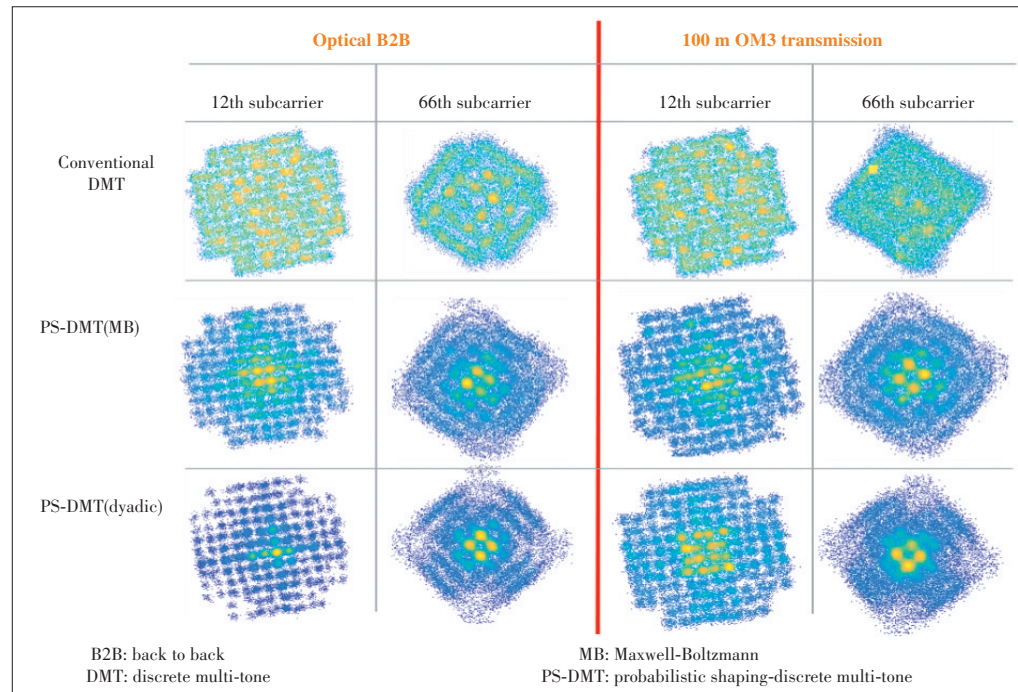 Optical B2B 100 m OM3 transmission
12th subcarrier 66th subcarrier 12th subcarrier 66th subcarrier
Conventional
DMT
PS-DMT(MB)
PS-DMT(dyadic)
B2B: back to back MB: Maxwell-Boltzmann
DMT: discrete multi-tone PS-DMT: probabilistic shaping-discrete multi-tone